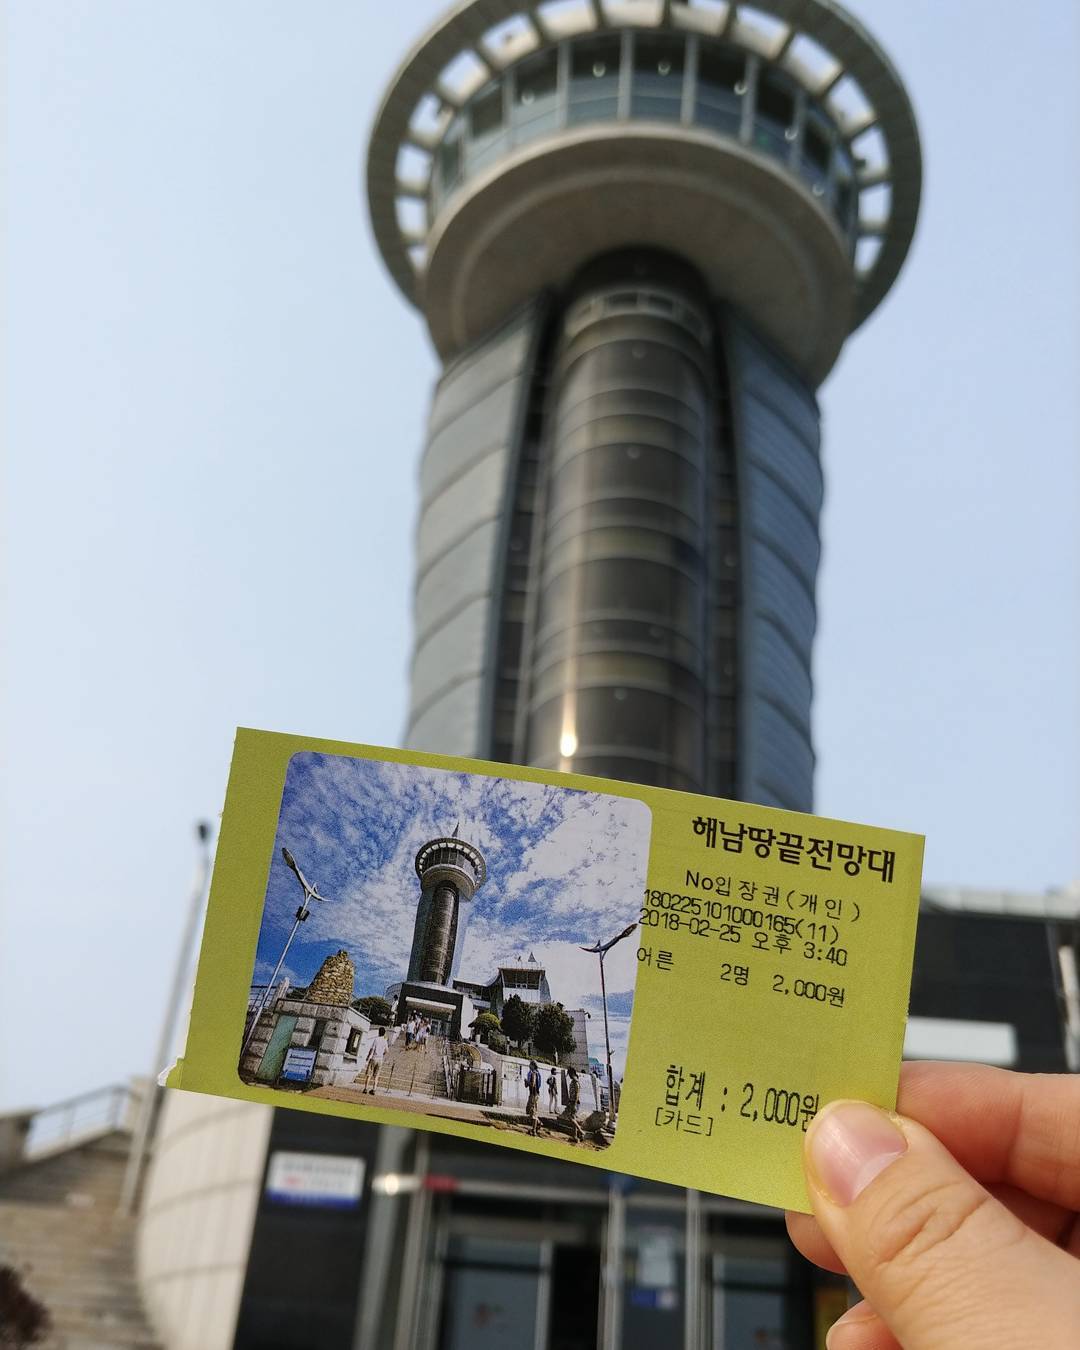 해남땅끝전망대
No입장권(개인)
180225101000165(11)
2018-02-25 오후 3:40
어른 2명 2,000원
합계 : 2,000원
[카드]